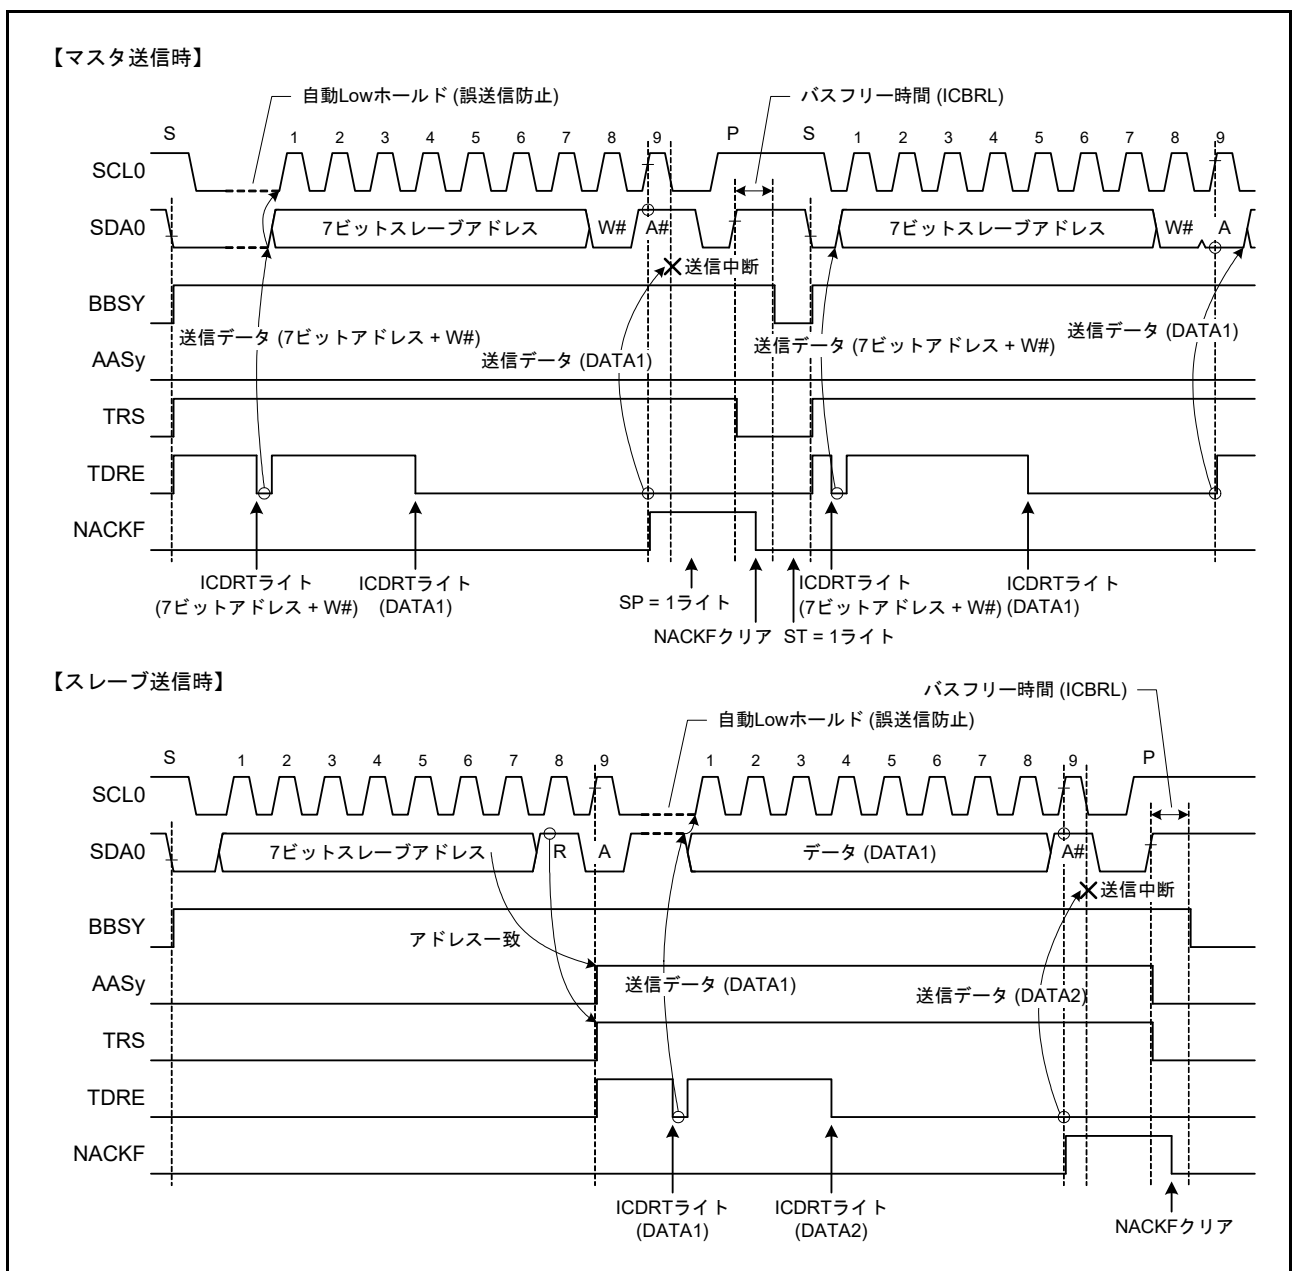 【マスタ送信時】
自動Lowホールド (誤送信防止)
バスフリー時間 (ICBRL)
S 1 2 3 4 5 6 7 8 9 P S 1 2 3 4 5 6 7 8 9
SCL0
SDA0 7ビットスレーブアドレス W# A# 7ビットスレーブアドレス W# A
送信中断
BBSY
送信データ (7ビットアドレス + W#) 送信データ (DATA1) 送信データ (7ビットアドレス + W#) 送信データ (DATA1)
AASy
TRS
TDRE
NACKF
ICDRTライト
(7ビットアドレス + W#)
ICDRTライト
(DATA1)
SP = 1ライト
NACKFクリア
ST = 1ライト
ICDRTライト
(7ビットアドレス + W#)
ICDRTライト
(DATA1)
【スレーブ送信時】
バスフリー時間 (ICBRL)
自動Lowホールド (誤送信防止)
S 1 2 3 4 5 6 7 8 9 1 2 3 4 5 6 7 8 9 P
SCL0
SDA0 7ビットスレーブアドレス R A データ (DATA1) A#
送信中断
BBSY
アドレス一致
AASy
送信データ (DATA1) 送信データ (DATA2)
TRS
TDRE
NACKF
ICDRTライト
(DATA1)
ICDRTライト
(DATA2)
NACKFクリア